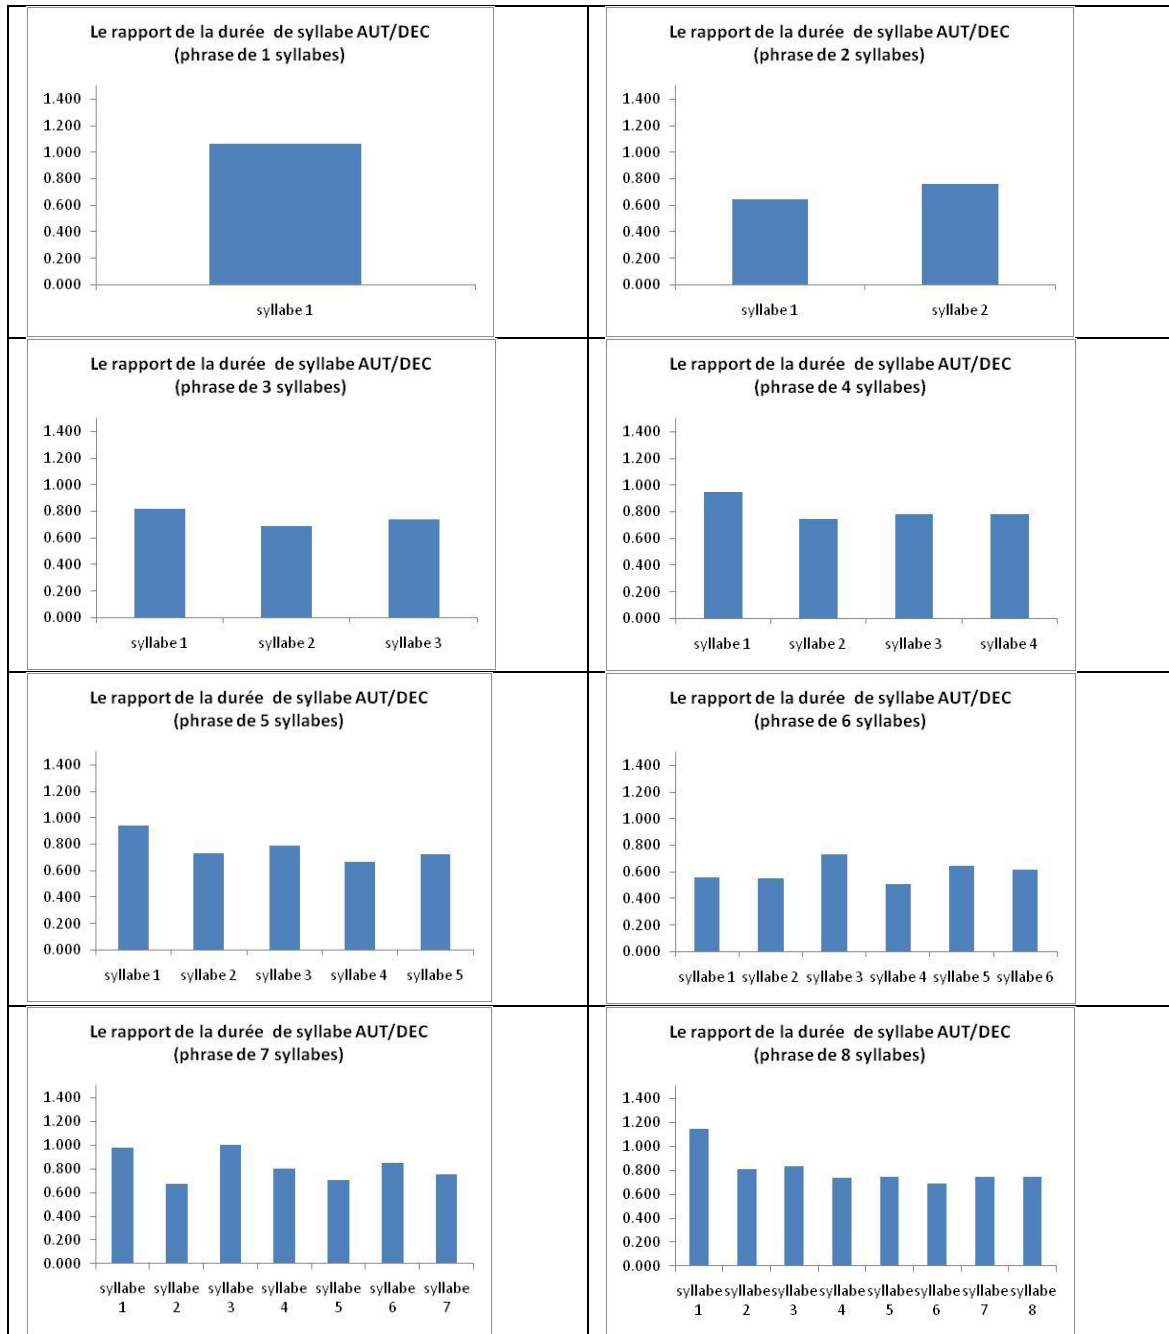 Le rapport de la durée de syllabe AUT/DEC
(phrase de 1 syllabes)
1.400
1.200
1.000
0.800
0.600
0.400
0.200
0.000
syllabe 1
Le rapport de la durée de syllabe AUT/DEC
(phrase de 2 syllabes)
1.400
1.200
1.000
0.800
0.600
0.400
0.200
0.000
syllabe 1 syllabe 2
Le rapport de la durée de syllabe AUT/DEC
(phrase de 3 syllabes)
1.400
1.200
1.000
0.800
0.600
0.400
0.200
0.000
syllabe 1 syllabe 2 syllabe 3
Le rapport de la durée de syllabe AUT/DEC
(phrase de 4 syllabes)
1.400
1.200
1.000
0.800
0.600
0.400
0.200
0.000
syllabe 1 syllabe 2 syllabe 3 syllabe 4
Le rapport de la durée de syllabe AUT/DEC
(phrase de 5 syllabes)
1.400
1.200
1.000
0.800
0.600
0.400
0.200
0.000
syllabe 1 syllabe 2 syllabe 3 syllabe 4 syllabe 5
Le rapport de la durée de syllabe AUT/DEC
(phrase de 6 syllabes)
1.400
1.200
1.000
0.800
0.600
0.400
0.200
0.000
syllabe 1 syllabe 2 syllabe 3 syllabe 4 syllabe 5 syllabe 6
Le rapport de la durée de syllabe AUT/DEC
(phrase de 7 syllabes)
1.400
1.200
1.000
0.800
0.600
0.400
0.200
0.000
syllabe syllabe syllabe syllabe syllabe syllabe syllabe
1 2 3 4 5 6 7
Le rapport de la durée de syllabe AUT/DEC
(phrase de 8 syllabes)
1.400
1.200
1.000
0.800
0.600
0.400
0.200
0.000
syllabe syllabe syllabe syllabe syllabe syllabe syllabe syllabe
1 2 3 4 5 6 7 8